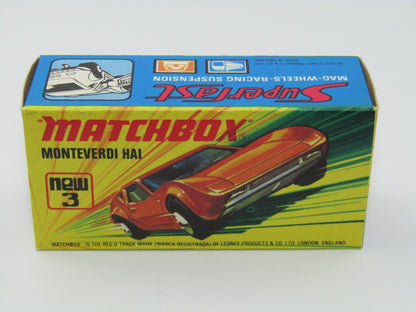 MAG-WHEELS-RACING SUSPENSION
Superfast
"MATCHBOX"
MONTEVERDI HAI
new
3
MATCHBOX IS THE REG'D TRADE MARK (MARCA REGISTRADA) OF LESNEY PRODUCTS & CO. LTD. LONDON, ENGLAND.